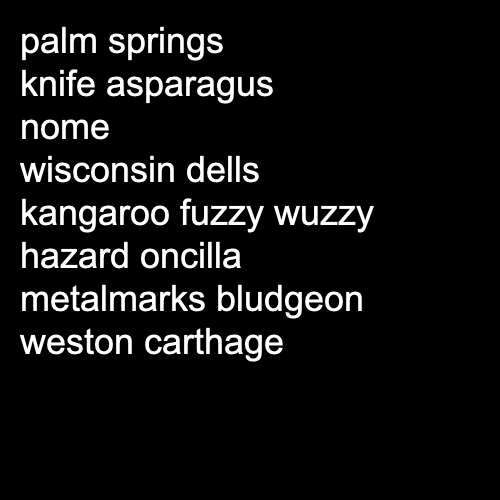 palm springs
knife asparagus
nome
wisconsin dells
kangaroo fuzzy wuzzy
hazard oncilla
metalmarks bludgeon
weston carthage